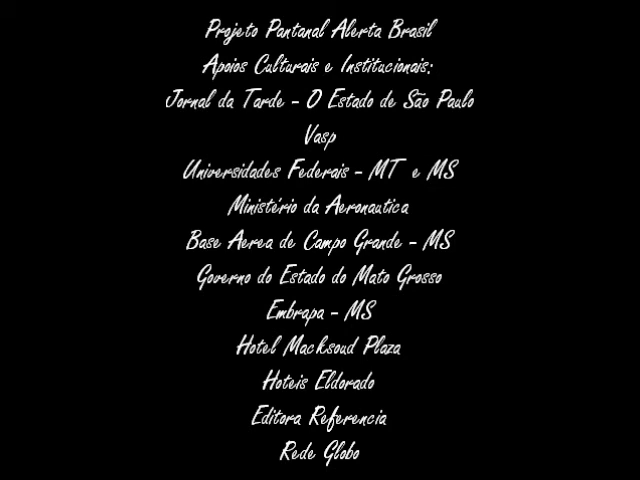 Projeto Pantanal Alerta Brasil
Apoios Culturais e Institucionais:
Jornal da Tarde - O Estado de São Paulo
Vasp
Universidades Federais - MT e MS
Ministério da Aeronautica
Base Aerea de Campo Grande - MS
Governo do Estado do Mato Grosso
Embrapa - MS
Hotel Macksoud Plaza
Hoteis Eldorado
Editora Referencia
Rede Globo